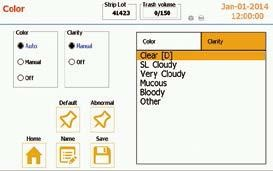 Color
Strip Lot
41423
Trash volume
0/150
Jan-01-2014
12:00:00
Color
Auto
Manual
Off
Clarity
Manual
Off
Color
Clarity
Clear [D]
SL Cloudy
Very Cloudy
Mucous
Bloody
Other
Default
Abnormal
Home
Name
Save